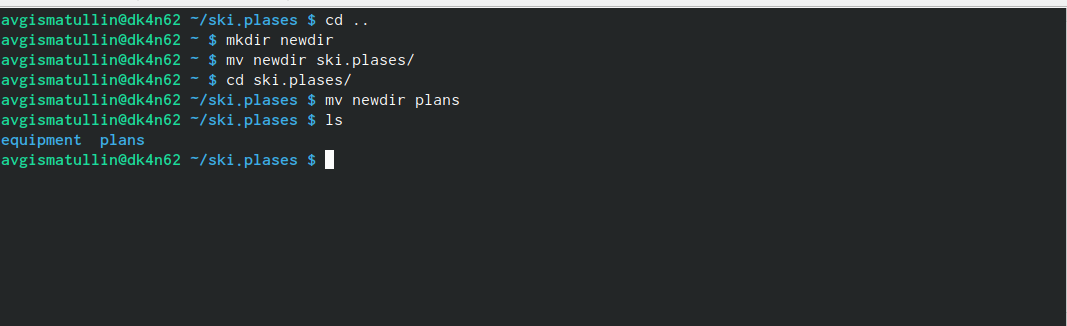 avgismatullin@dk4n62 ~/ski.plases $ cd ..
avgismatullin@dk4n62 ~ $ mkdir newdir
avgismatullin@dk4n62 ~ $ mv newdir ski.plases/
avgismatullin@dk4n62 ~ $ cd ski.plases/
avgismatullin@dk4n62 ~/ski.plases $ mv newdir plans
avgismatullin@dk4n62 ~/ski.plases $ ls
equipment  plans
avgismatullin@dk4n62 ~/ski.plases $